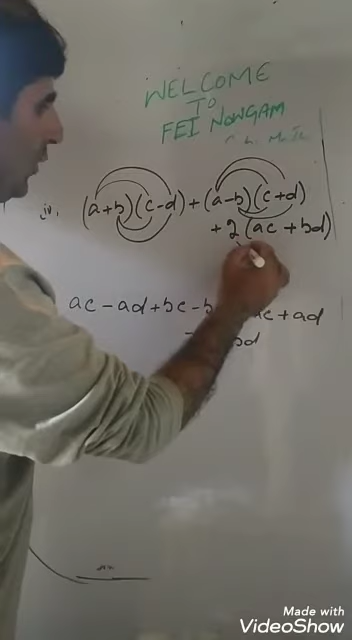 WELCOME
TO
FEI NOWGAM
iv, (a+b)(c-d)+(a-b)(c+d)
+2(ac+bd)
ac-ad+bc-b ac+ad
bd
Made with
VideoShow